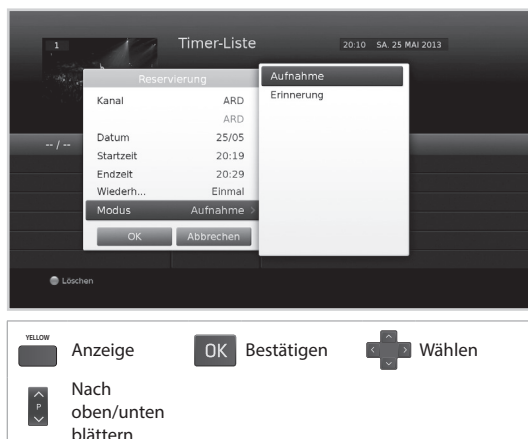 1
Timer-Liste
20:10 SA. 25 MAI 2013
Reservierung
Kanal ARD
ARD
Datum 25/05
Startzeit 20:19
Endzeit 20:29
Wiederh... Einmal
Modus Aufnahme
OK Abbrechen
Aufnahme
Erinnerung
-- / --
Löschen
YELLOW
Anzeige
OK Bestätigen
Wählen
P
Nach
oben/unten
blättern